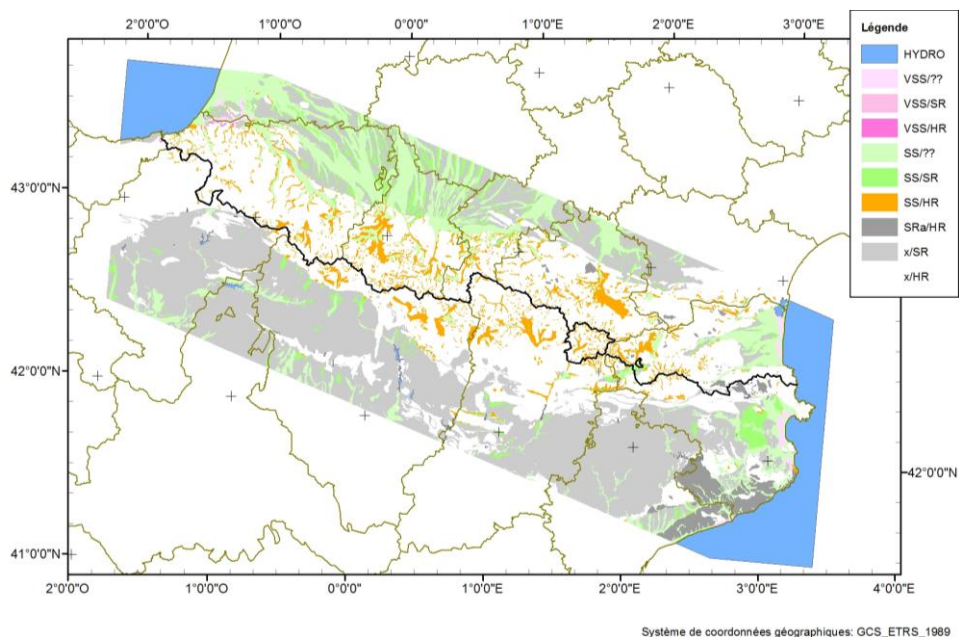 2°0'0"O 1°0'0"O 0°0'0" 1°0'0"E 2°0'0"E 3°0'0"E
Légende
HYDRO
VSS/??
VSS/SR
VSS/HR
SS/??
SS/SR
SS/HR
SRa/HR
x/SR
x/HR
43°0'0"N
42°0'0"N
42°0'0"N
41°0'0"N
2°0'0"O 1°0'0"O 0°0'0" 1°0'0"E 2°0'0"E 3°0'0"E 4°0'0"E
Système de coordonnées géographiques: GCS_ETRS_1989